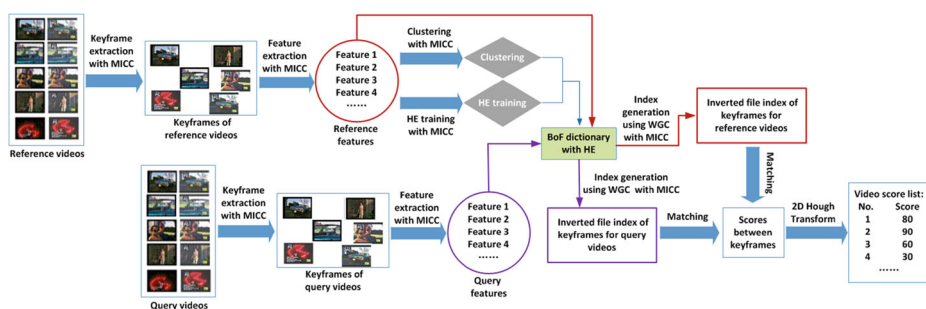 Keyframe
extraction
with MICC
Reference videos
Keyframes of
reference videos
Feature
extraction
with MICC
Feature 1
Feature 2
Feature 3
Feature 4
......
Reference
features
Clustering
with MICC
Clustering
HE training
HE training
with MICC
BoF dictionary
with HE
Index
generation
using WGC
with MICC
Inverted file index of
keyframes for
reference videos
Matching
Keyframe
extraction
with MICC
Query videos
Keyframes of
query videos
Feature
extraction
with MICC
Feature 1
Feature 2
Feature 3
Feature 4
......
Query
features
Index generation
using WGC with MICC
Inverted file index of
keyframes for query
videos
Matching
Scores
between
keyframes
2D Hough
Transform
Video score list:
No. Score
1 80
2 90
3 60
4 30
......